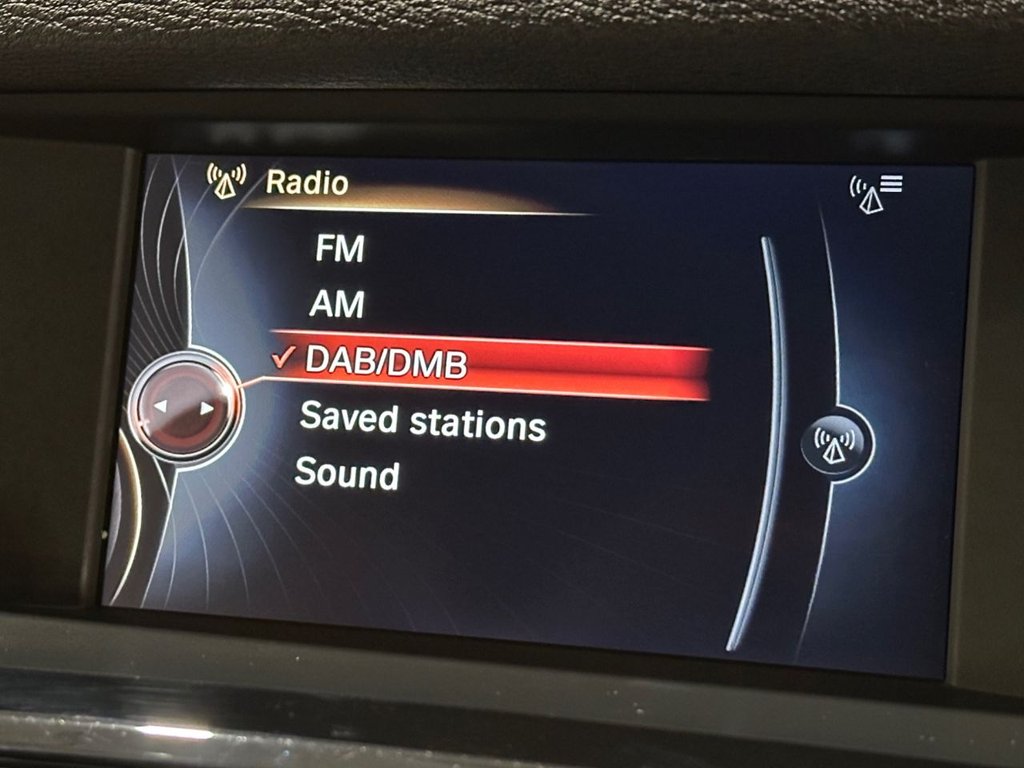 Radio
FM
AM
DAB/DMB
Saved stations
Sound